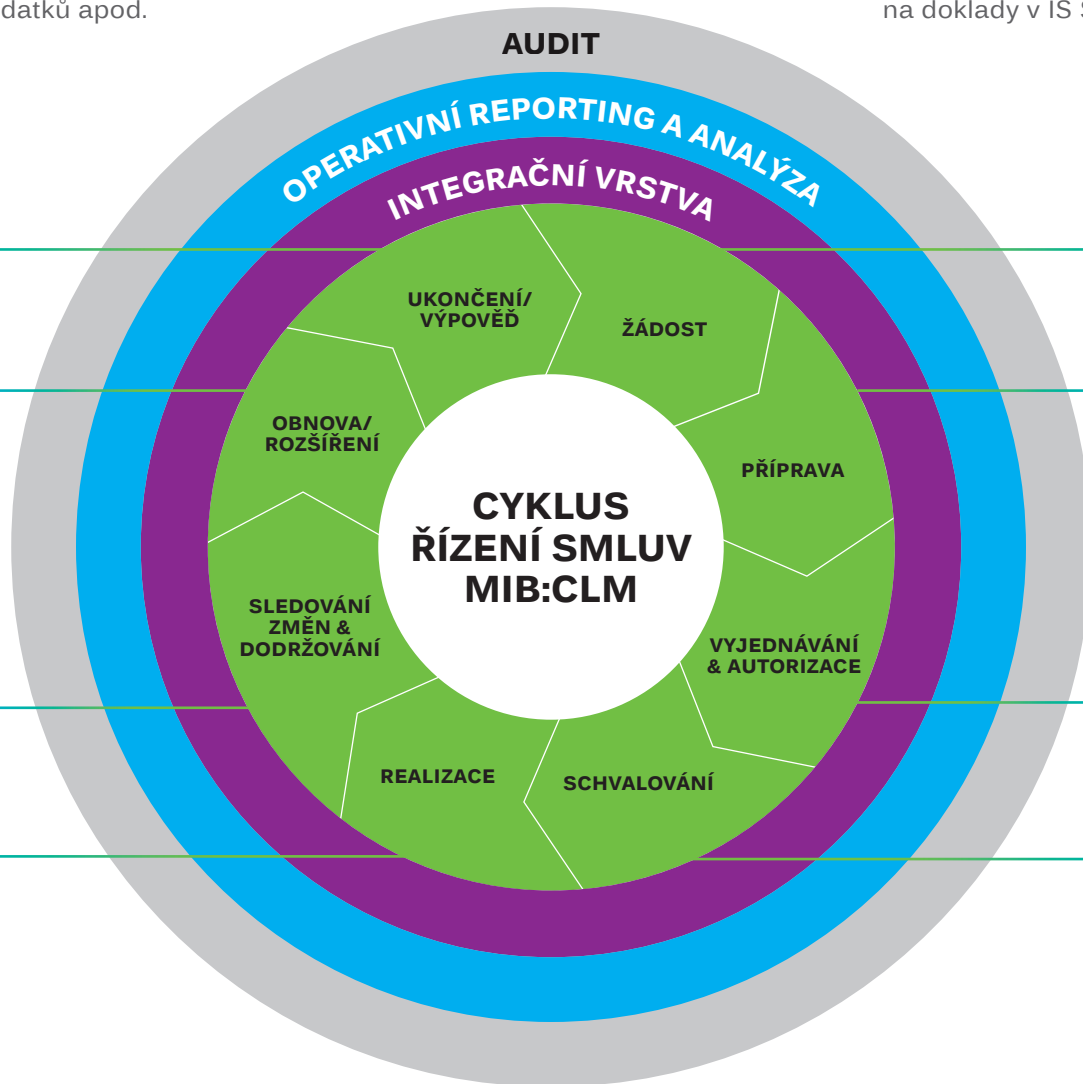 datků apod.
na doklady v IS
AUDIT
OPERATIVNÍ REPORTING A ANALÝZA
INTEGRAČNÍ VRSTVA
UKONČENÍ/
VÝPOVĚĎ
ŽÁDOST
OBNOVA/
ROZŠÍŘENÍ
PŘÍPRAVA
CYKLUS
ŘÍZENÍ SMLUV
MIB:CLM
SLEDOVÁNÍ
ZMĚN &
DODRŽOVÁNÍ
VYJEDNÁVÁNÍ
& AUTORIZACE
REALIZACE
SCHVALOVÁNÍ